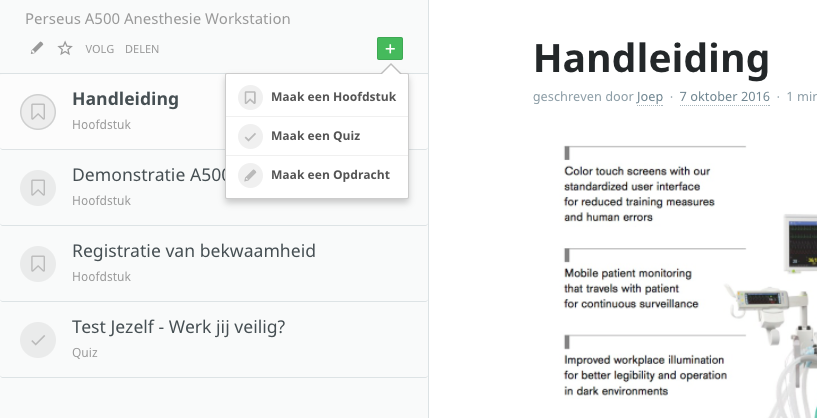 Perseus A500 Anesthesie Workstation
VOLG DELEN
+
Handleiding
Hoofdstuk
Maak een Hoofdstuk
Maak een Quiz
Maak een Opdracht
Demonstratie A500
Hoofdstuk
Registratie van bekwaamheid
Hoofdstuk
Test Jezelf - Werk jij veilig?
Quiz
Handleiding
geschreven door Joep · 7 oktober 2016 · 1 min
Color touch screens with our
standardized user interface
for reduced training measures
and human errors
Mobile patient monitoring
that travels with patient
for continuous surveillance
Improved workplace illumination
for better legibility and operation
in dark environments